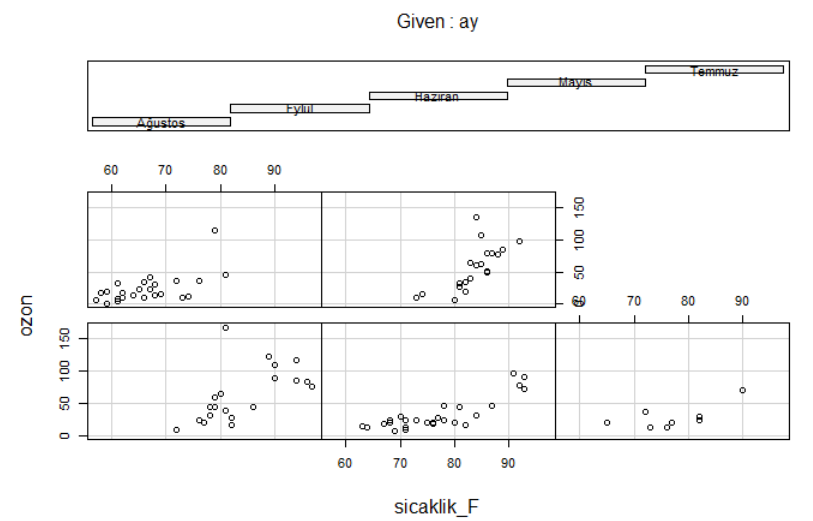 Given : ay
Temmuz
Mayıs
Haziran
Eylül
Ağustos
60 70 80 90
0 50 100 150
ozon
0 50 100 150
60 70 80 90
60 70 80 90
sicaklik_F